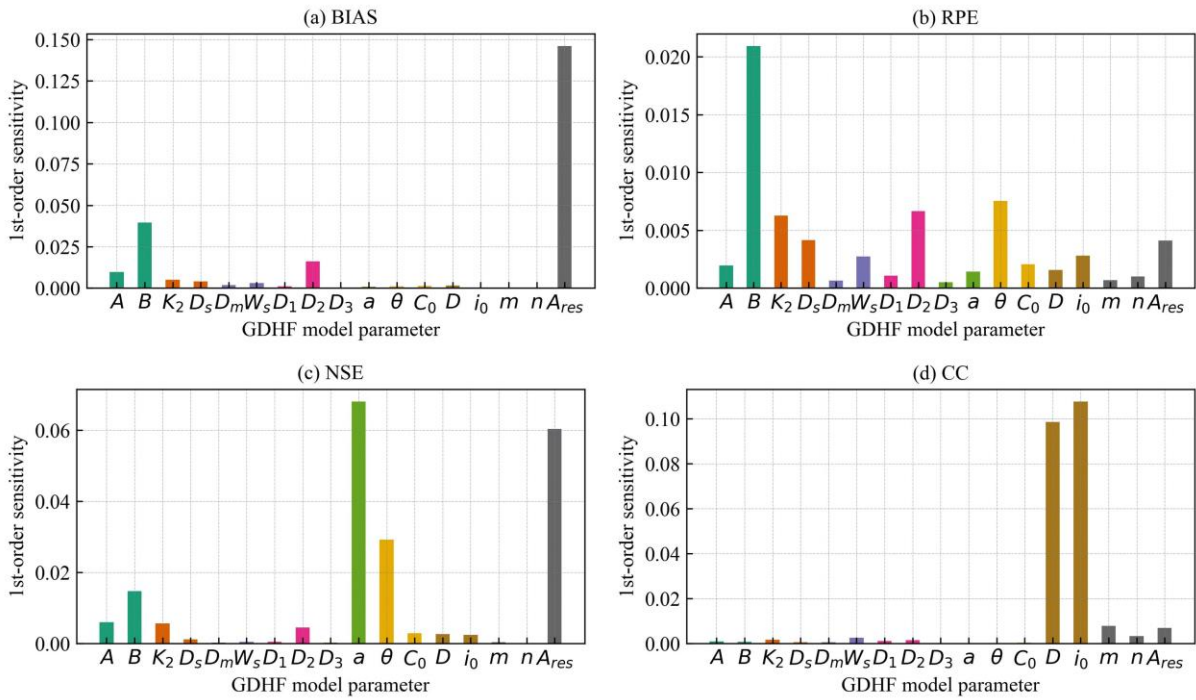 (a) BIAS
0.150
0.125
0.100
0.075
0.050
0.025
0.000
1st-order sensitivity
A B K₂ Dₛ Dₘ Wₛ D₁ D₂ D₃ a θ C₀ D i₀ m n A_res
GDHF model parameter
(b) RPE
0.020
0.015
0.010
0.005
0.000
1st-order sensitivity
A B K₂ Dₛ Dₘ Wₛ D₁ D₂ D₃ a θ C₀ D i₀ m n A_res
GDHF model parameter
(c) NSE
0.06
0.04
0.02
0.00
1st-order sensitivity
A B K₂ Dₛ Dₘ Wₛ D₁ D₂ D₃ a θ C₀ D i₀ m n A_res
GDHF model parameter
(d) CC
0.10
0.08
0.06
0.04
0.02
0.00
1st-order sensitivity
A B K₂ Dₛ Dₘ Wₛ D₁ D₂ D₃ a θ C₀ D i₀ m n A_res
GDHF model parameter